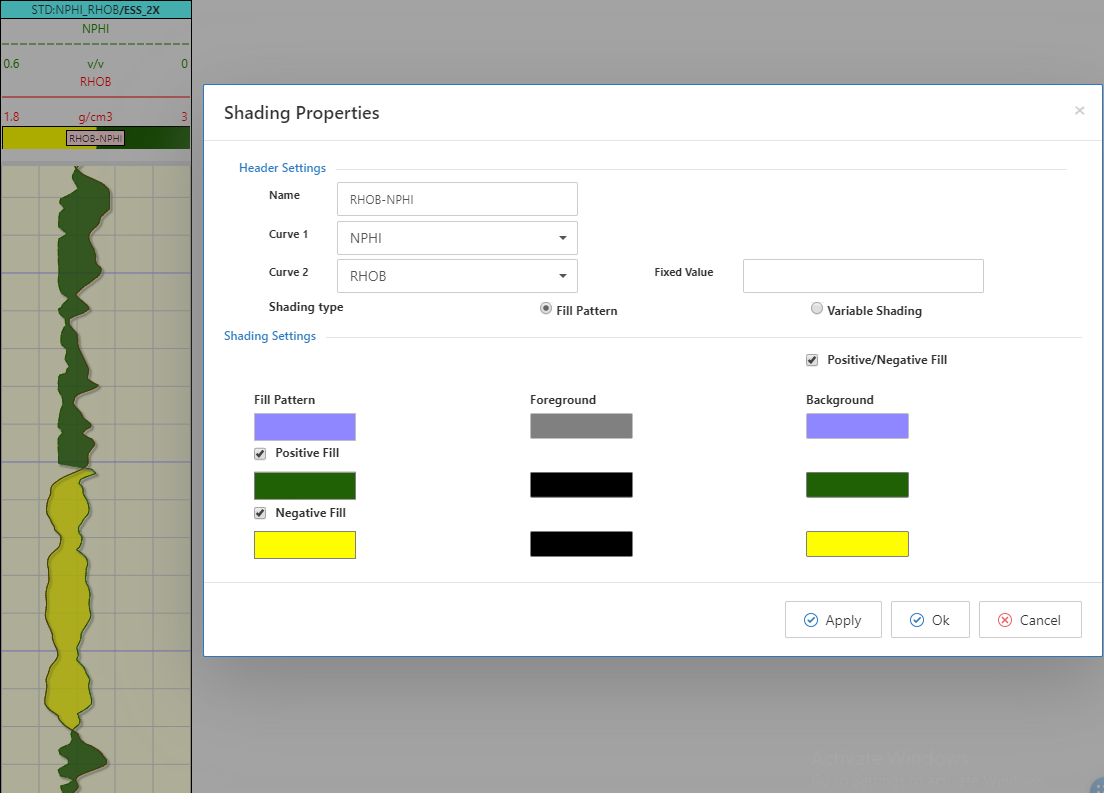 STD:NPHI_RHOB/ESS_2X
NPHI
0.6 v/v 0
RHOB
1.8 g/cm3 3
RHOB-NPHI
Shading Properties
×
Header Settings
Name RHOB-NPHI
Curve 1 NPHI
Curve 2 RHOB Fixed Value
Shading type Fill Pattern Variable Shading
Shading Settings
Positive/Negative Fill
Fill Pattern Foreground Background
Positive Fill
Negative Fill
Apply Ok Cancel
Activate Windows